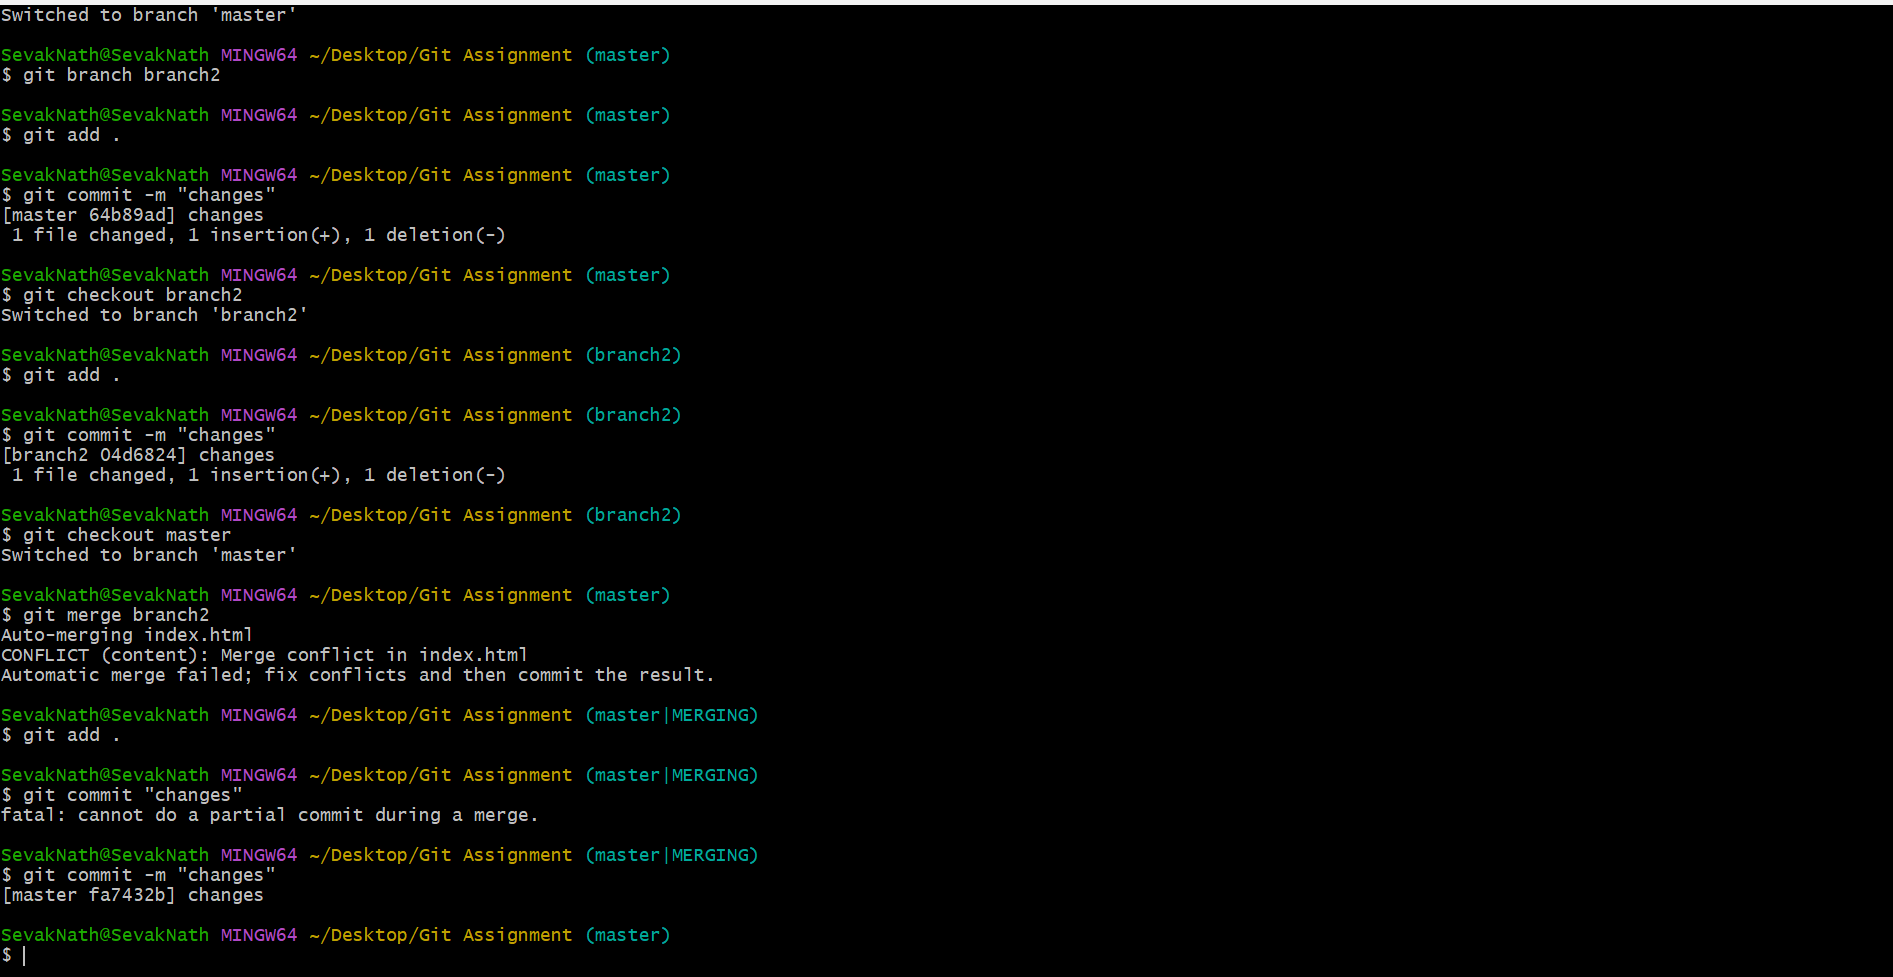 Switched to branch 'master'
SevakNath@SevakNath MINGW64 ~/Desktop/Git Assignment (master)
$ git branch branch2
SevakNath@SevakNath MINGW64 ~/Desktop/Git Assignment (master)
$ git add .
SevakNath@SevakNath MINGW64 ~/Desktop/Git Assignment (master)
$ git commit -m "changes"
[master 64b89ad] changes
 1 file changed, 1 insertion(+), 1 deletion(-)
SevakNath@SevakNath MINGW64 ~/Desktop/Git Assignment (master)
$ git checkout branch2
Switched to branch 'branch2'
SevakNath@SevakNath MINGW64 ~/Desktop/Git Assignment (branch2)
$ git add .
SevakNath@SevakNath MINGW64 ~/Desktop/Git Assignment (branch2)
$ git commit -m "changes"
[branch2 04d6824] changes
 1 file changed, 1 insertion(+), 1 deletion(-)
SevakNath@SevakNath MINGW64 ~/Desktop/Git Assignment (branch2)
$ git checkout master
Switched to branch 'master'
SevakNath@SevakNath MINGW64 ~/Desktop/Git Assignment (master)
$ git merge branch2
Auto-merging index.html
CONFLICT (content): Merge conflict in index.html
Automatic merge failed; fix conflicts and then commit the result.
SevakNath@SevakNath MINGW64 ~/Desktop/Git Assignment (master|MERGING)
$ git add .
SevakNath@SevakNath MINGW64 ~/Desktop/Git Assignment (master|MERGING)
$ git commit "changes"
fatal: cannot do a partial commit during a merge.
SevakNath@SevakNath MINGW64 ~/Desktop/Git Assignment (master|MERGING)
$ git commit -m "changes"
[master fa7432b] changes
SevakNath@SevakNath MINGW64 ~/Desktop/Git Assignment (master)
$